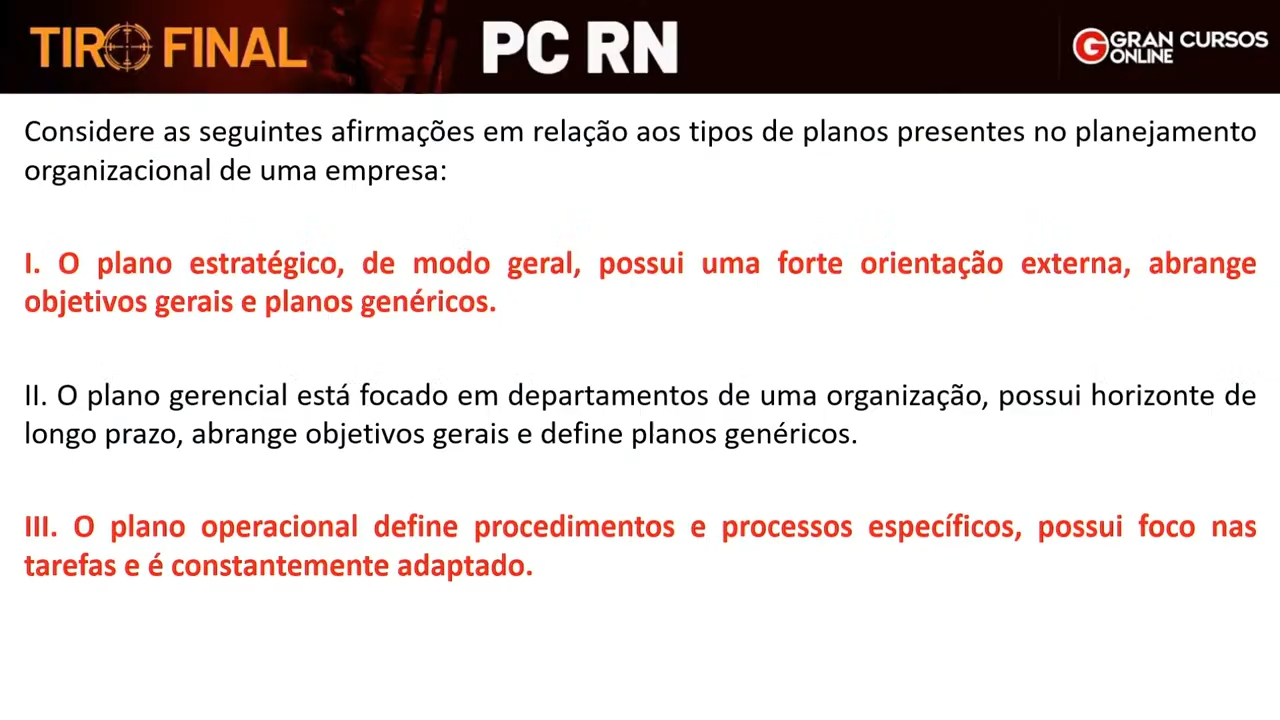 TIRO FINAL
PC RN
GRAN CURSOS
ONLINE
Considere as seguintes afirmações em relação aos tipos de planos presentes no planejamento
organizacional de uma empresa:
I. O plano estratégico, de modo geral, possui uma forte orientação externa, abrange
objetivos gerais e planos genéricos.
II. O plano gerencial está focado em departamentos de uma organização, possui horizonte de
longo prazo, abrange objetivos gerais e define planos genéricos.
III. O plano operacional define procedimentos e processos específicos, possui foco nas
tarefas e é constantemente adaptado.